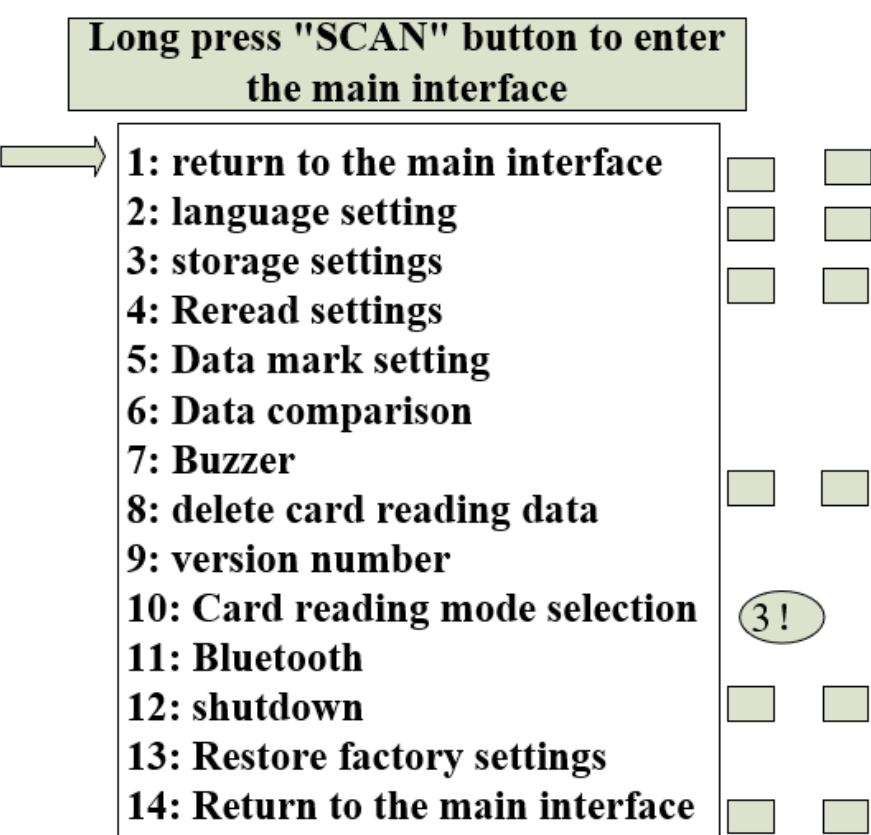 Long press "SCAN" button to enter
the main interface
1: return to the main interface
2: language setting
3: storage settings
4: Reread settings
5: Data mark setting
6: Data comparison
7: Buzzer
8: delete card reading data
9: version number
10: Card reading mode selection
3 !
11: Bluetooth
12: shutdown
13: Restore factory settings
14: Return to the main interface